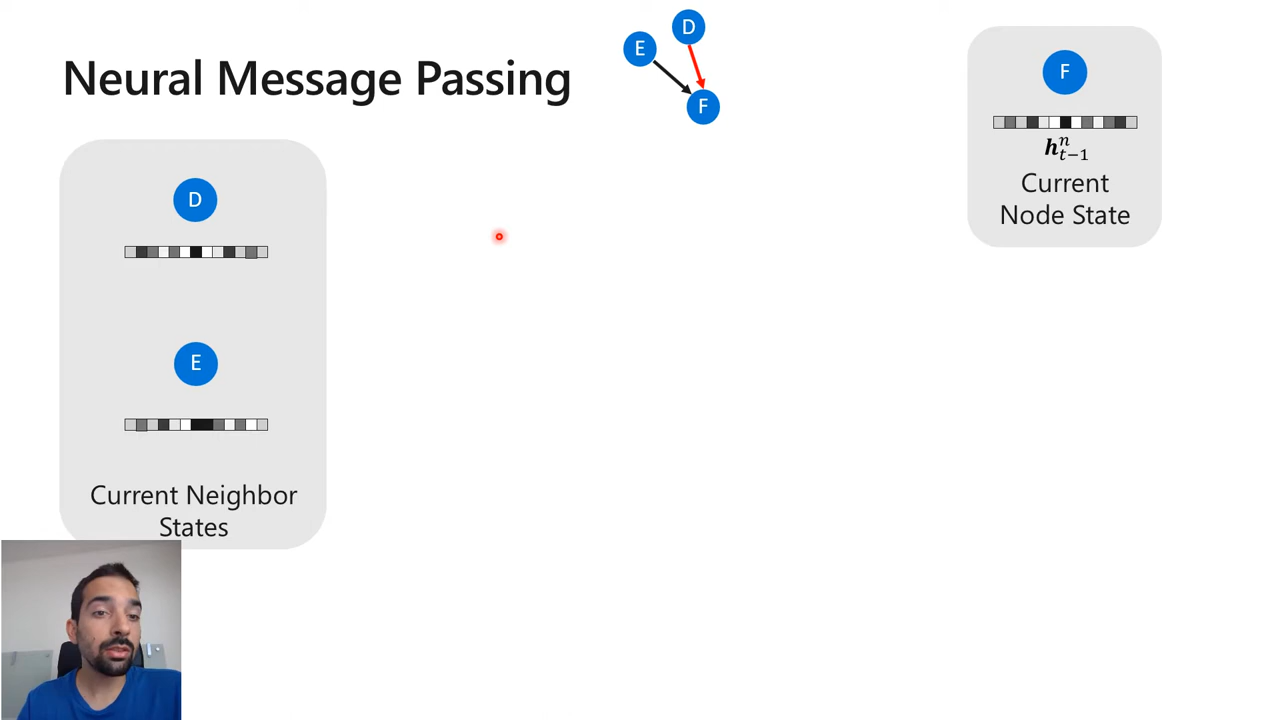 Neural Message Passing
E
D
F
D
E
Current Neighbor
States
F
h^n_{t-1}
Current
Node State